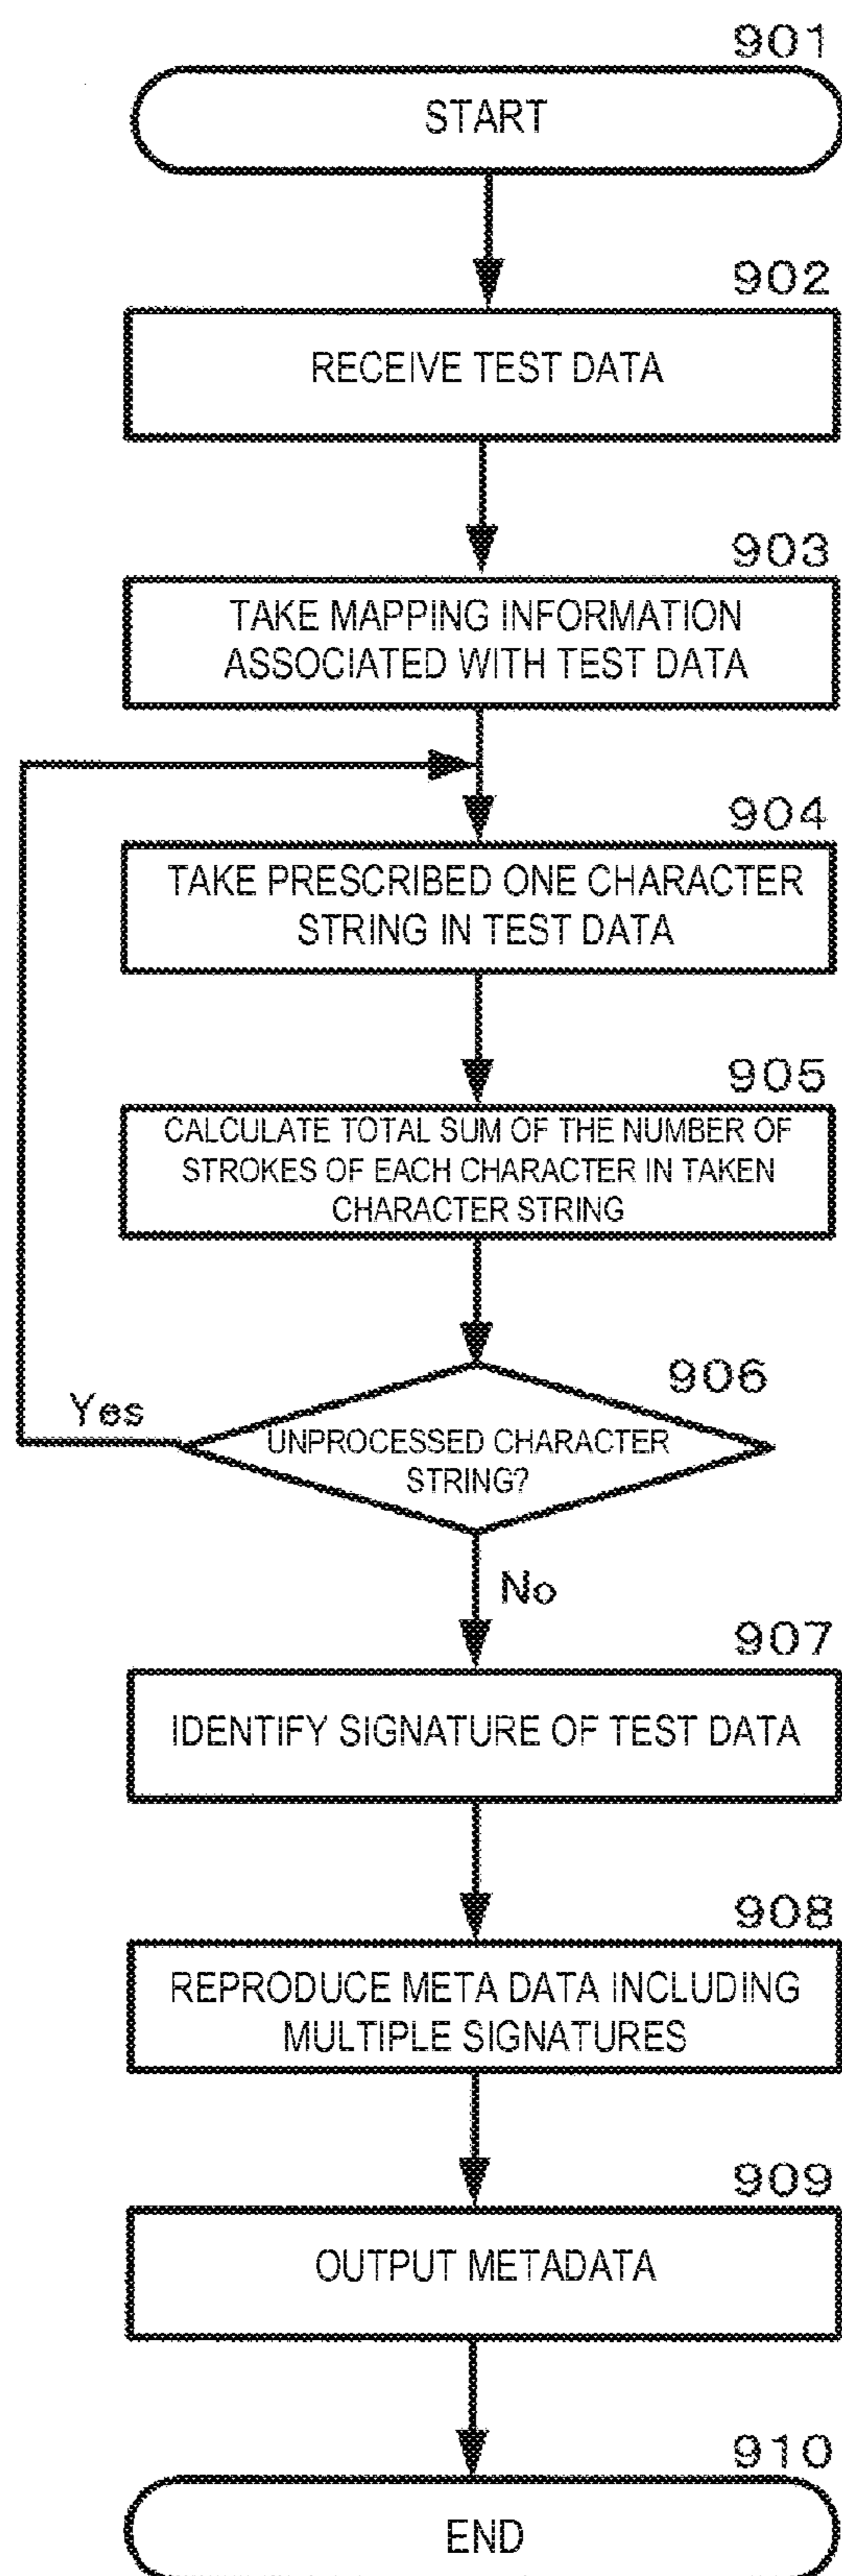 901
START
902
RECEIVE TEST DATA
903
TAKE MAPPING INFORMATION
ASSOCIATED WITH TEST DATA
904
TAKE PRESCRIBED ONE CHARACTER
STRING IN TEST DATA
905
CALCULATE TOTAL SUM OF THE NUMBER OF
STROKES OF EACH CHARACTER IN TAKEN
CHARACTER STRING
906
Yes
UNPROCESSED CHARACTER
STRING?
No
907
IDENTIFY SIGNATURE OF TEST DATA
908
REPRODUCE META DATA INCLUDING
MULTIPLE SIGNATURES
909
OUTPUT METADATA
910
END